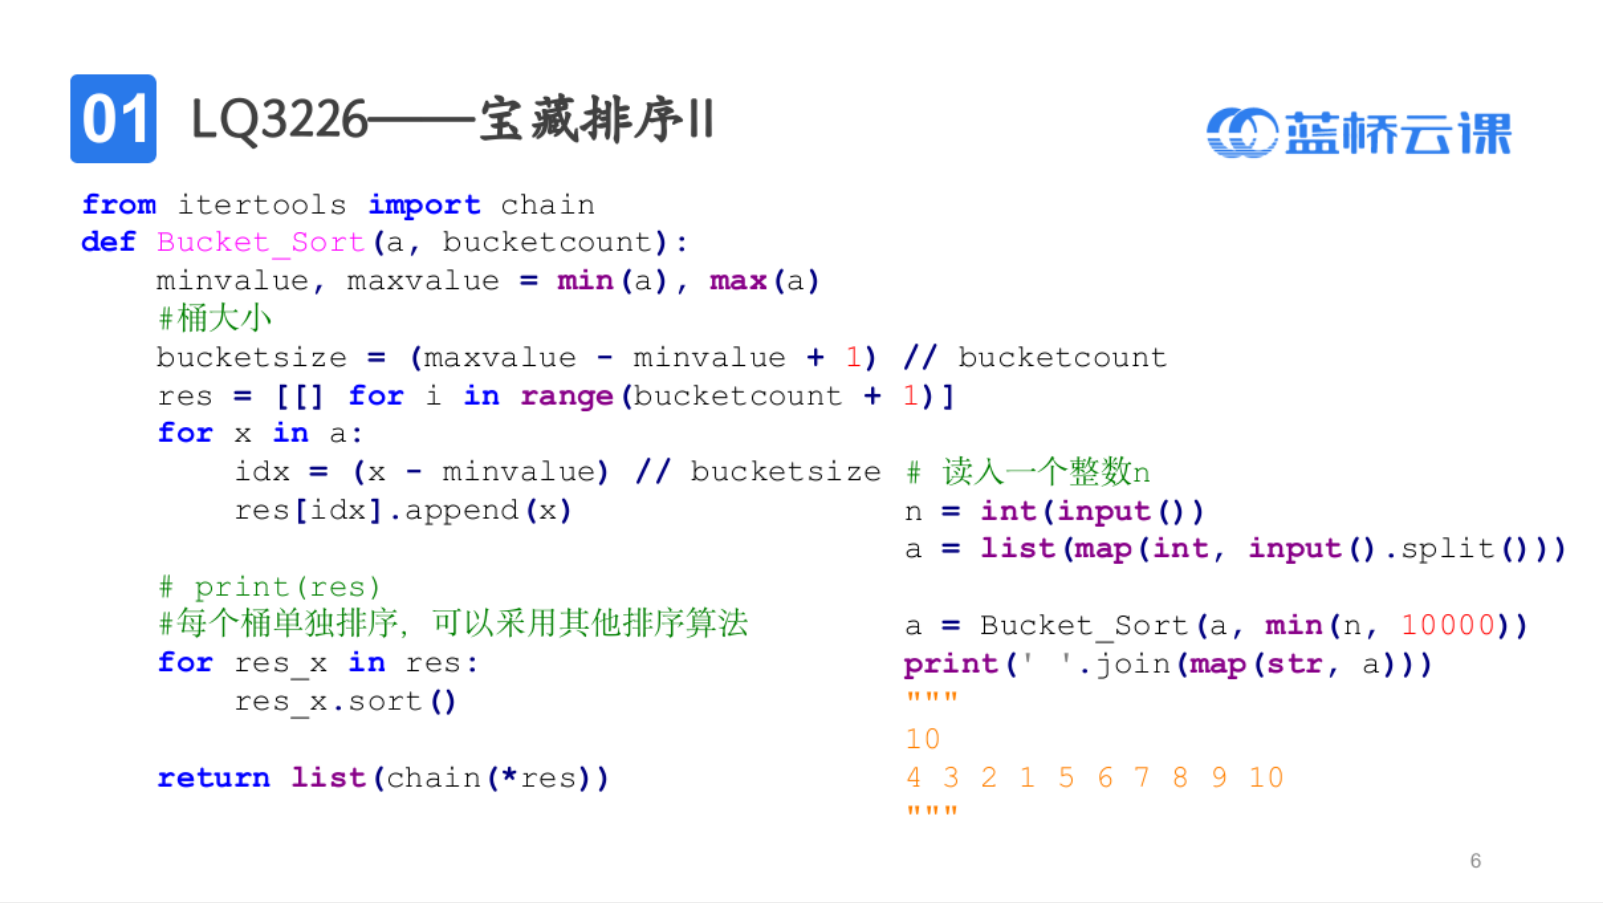 01 LQ3226——宝藏排序II
蓝桥云课
from itertools import chain
def Bucket_Sort(a, bucketcount):
    minvalue, maxvalue = min(a), max(a)
    #桶大小
    bucketsize = (maxvalue - minvalue + 1) // bucketcount
    res = [[] for i in range(bucketcount + 1)]
    for x in a:
        idx = (x - minvalue) // bucketsize
        res[idx].append(x)
    # print(res)
    #每个桶单独排序, 可以采用其他排序算法
    for res_x in res:
        res_x.sort()
    return list(chain(*res))
# 读入一个整数n
n = int(input())
a = list(map(int, input().split()))
a = Bucket_Sort(a, min(n, 10000))
print(' '.join(map(str, a)))
"""
10
4 3 2 1 5 6 7 8 9 10
"""
6